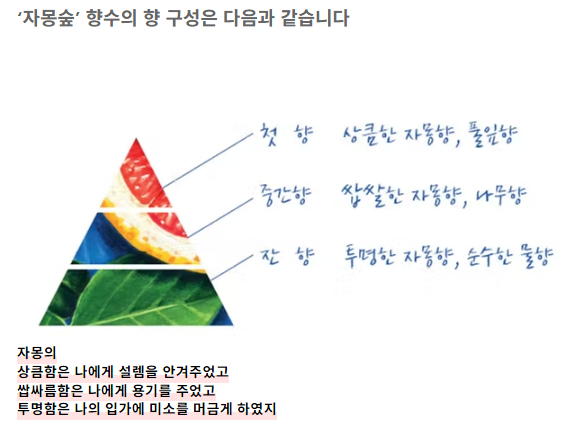 ‘자몽숲’ 향수의 향 구성은 다음과 같습니다
첫 향 상큼한 자몽향, 풀잎향
중간향 쌉쌀한 자몽향, 나무향
잔 향 투명한 자몽향, 순수한 물향
자몽의
상큼함은 나에게 설렘을 안겨주었고
쌉싸름함은 나에게 용기를 주었고
투명함은 나의 입가에 미소를 머금게 하였지